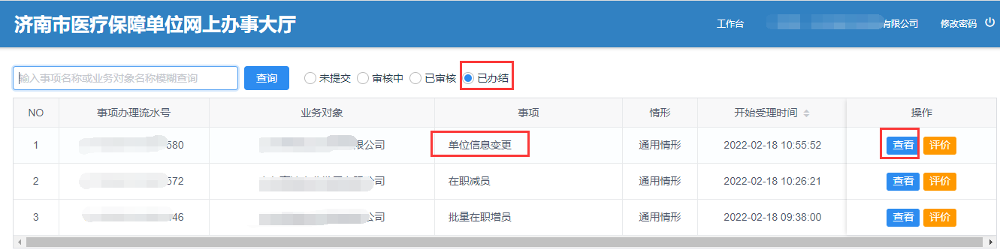 济南市医疗保障单位网上办事大厅 工作台 有限公司 修改密码
输入事项名称或业务对象名称模糊查询 查询 未提交 审核中 已审核 已办结
NO 事项办理流水号 业务对象 事项 情形 开始受理时间 操作
1 580 限公司 单位信息变更 通用情形 2022-02-18 10:55:52 查看 评价
2 572 公司 在职减员 通用情形 2022-02-18 10:26:21 查看 评价
3 46 公司 批量在职增员 通用情形 2022-02-18 09:38:00 查看 评价